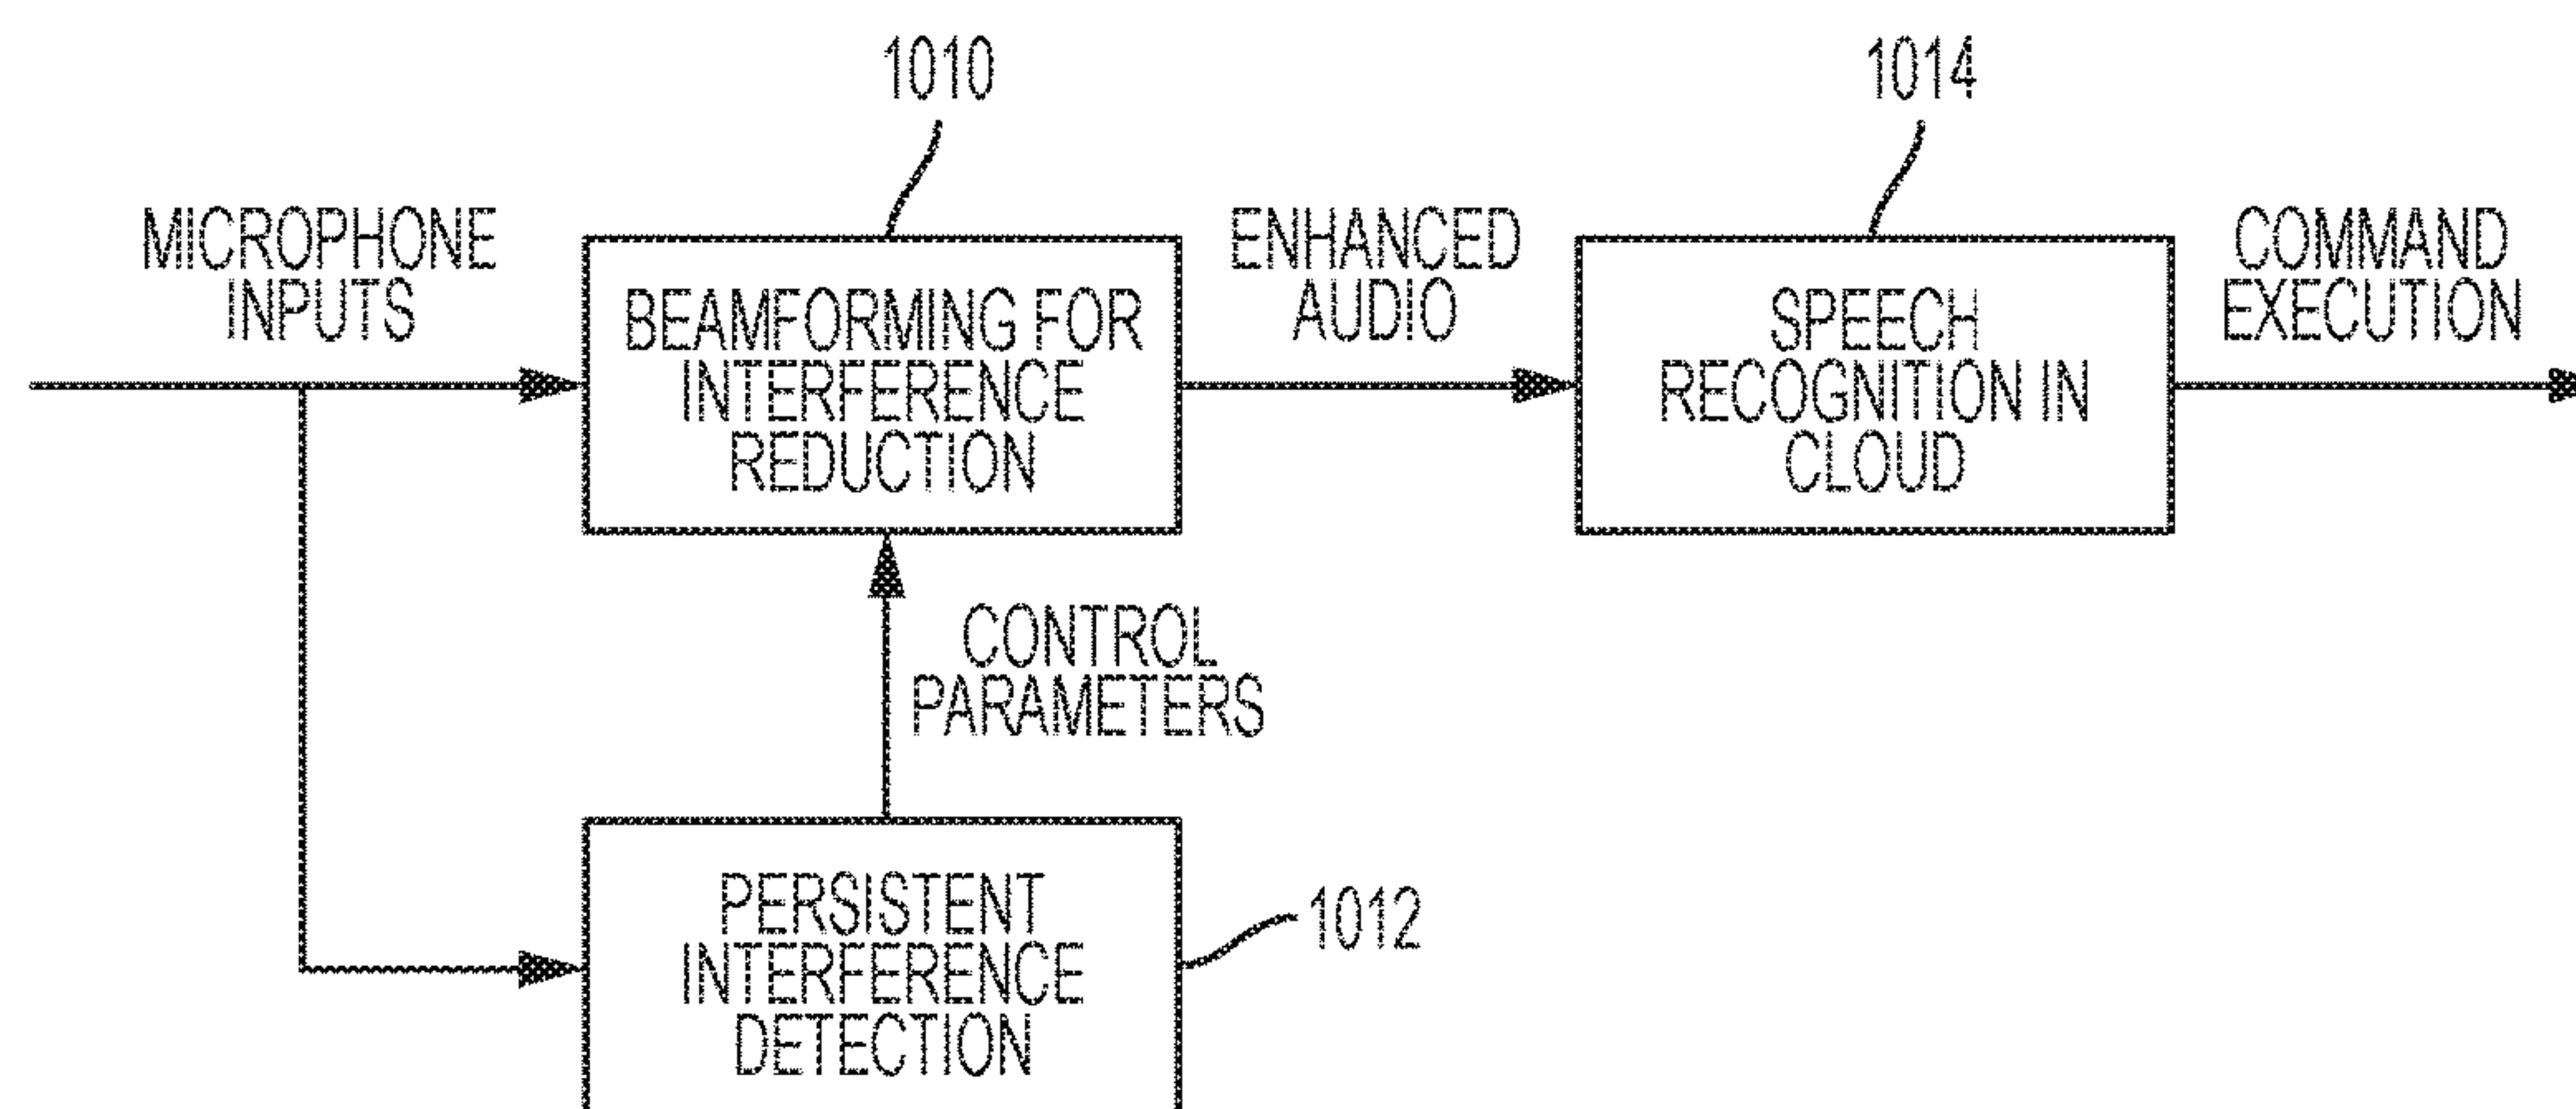 1010
1014
MICROPHONE
INPUTS
BEAMFORMING FOR
INTERFERENCE
REDUCTION
ENHANCED
AUDIO
SPEECH
RECOGNITION IN
CLOUD
COMMAND
EXECUTION
CONTROL
PARAMETERS
PERSISTENT
INTERFERENCE
DETECTION
1012